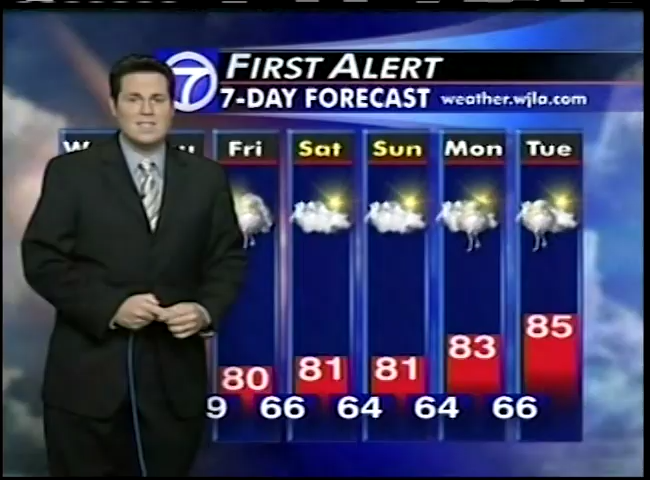 7 FIRST ALERT
7-DAY FORECAST weather.wjla.com
W u Fri Sat Sun Mon Tue
80 81 81 83 85
9 66 64 64 66